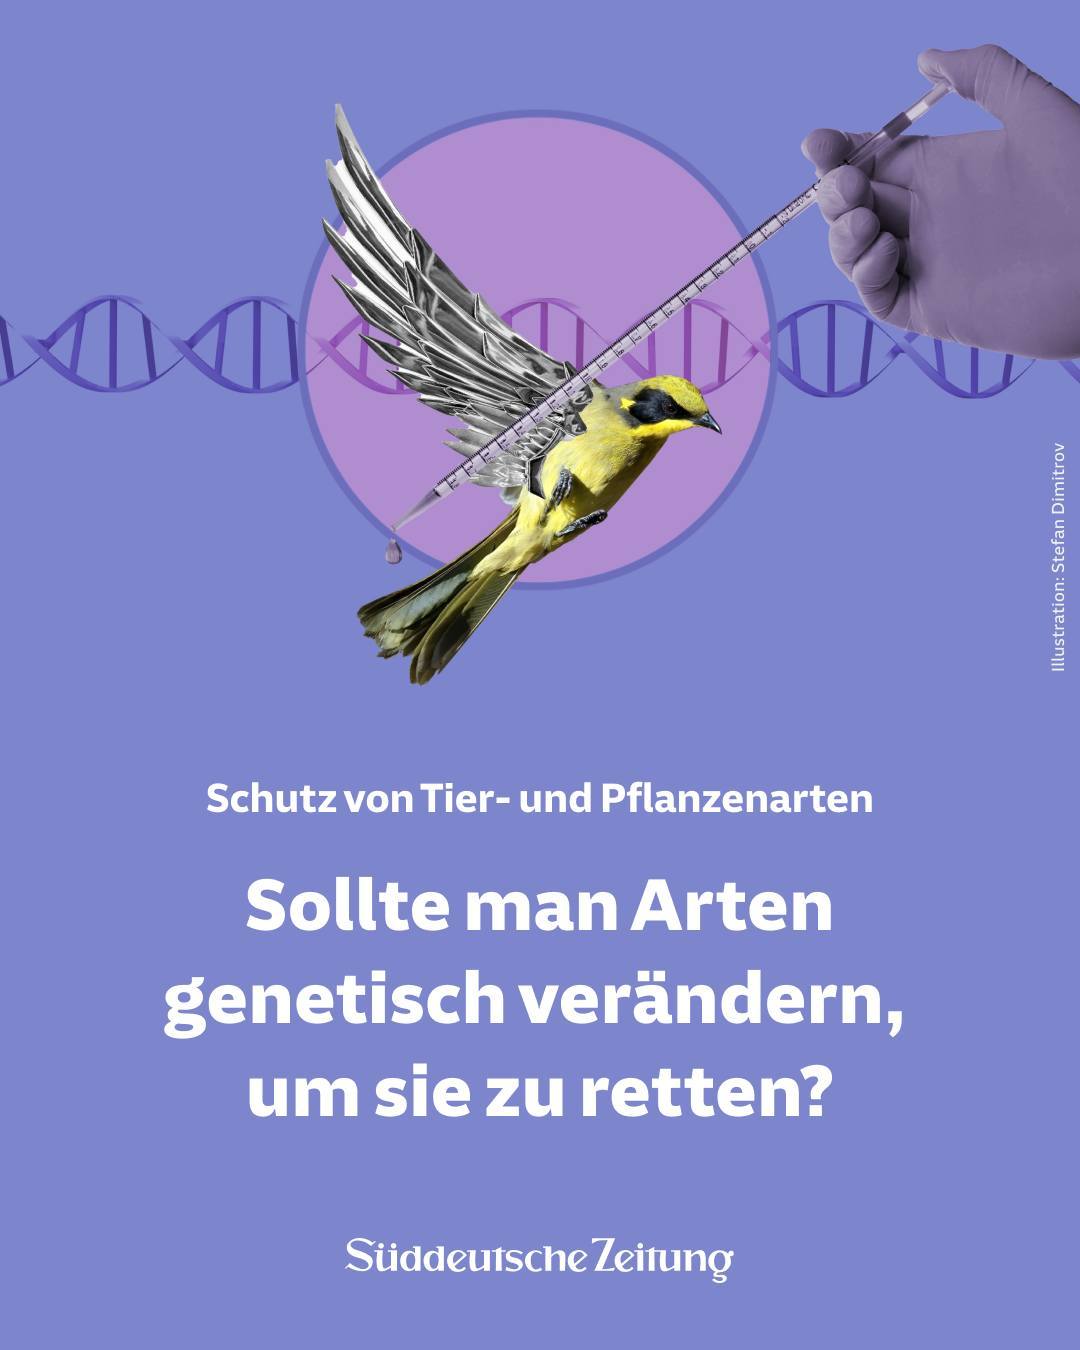 Illustration: Stefan Dimitrov
Schutz von Tier- und Pflanzenarten
Sollte man Arten
genetisch verändern,
um sie zu retten?
Süddeutsche Zeitung